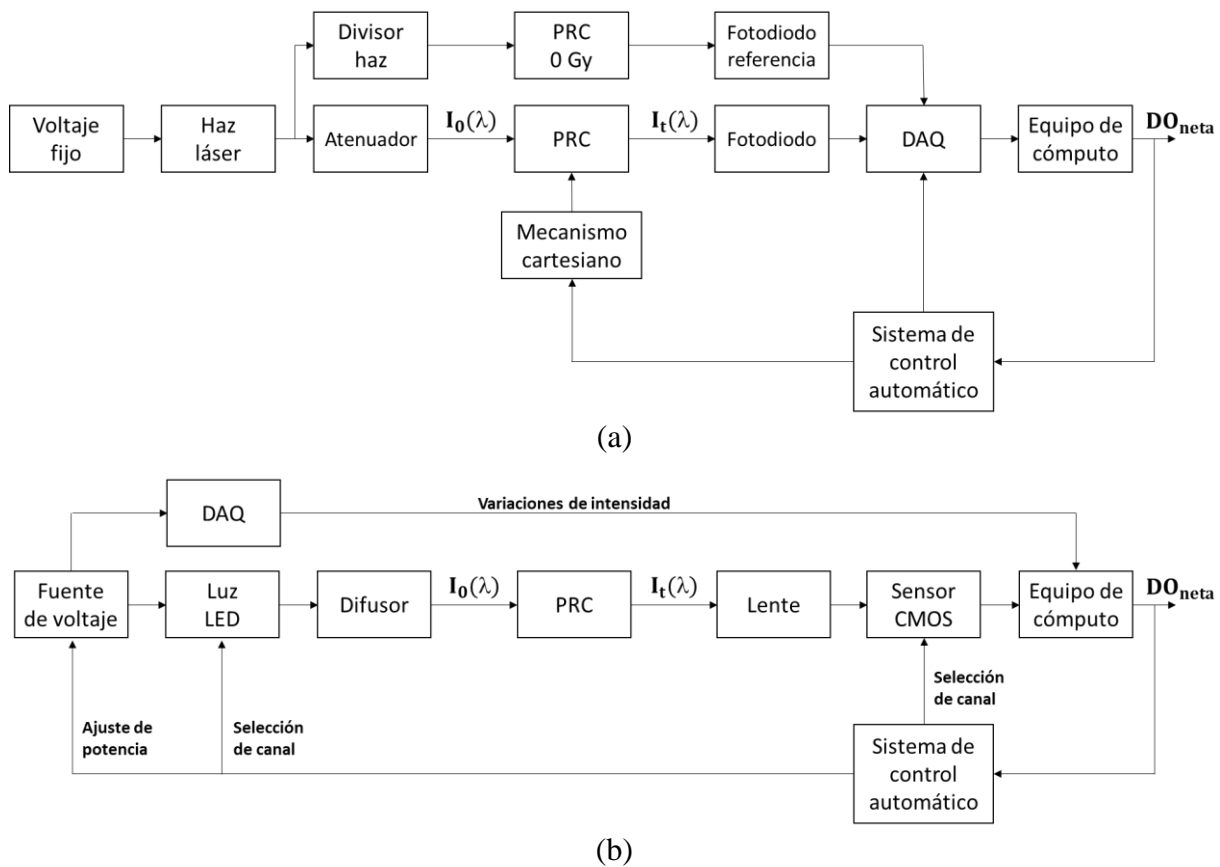 Divisor
haz
PRC
0 Gy
Fotodiodo
referencia
Voltaje
fijo
Haz
láser
Atenuador
I₀(λ)
PRC
Iₜ(λ)
Fotodiodo
DAQ
Equipo de
cómputo
DOₙₑₜₐ
Mecanismo
cartesiano
Sistema de
control
automático
(a)
DAQ
Variaciones de intensidad
Fuente
de voltaje
Luz
LED
Difusor
I₀(λ)
PRC
Iₜ(λ)
Lente
Sensor
CMOS
Equipo de
cómputo
DOₙₑₜₐ
Ajuste de
potencia
Selección
de canal
Selección
de canal
Sistema de
control
automático
(b)